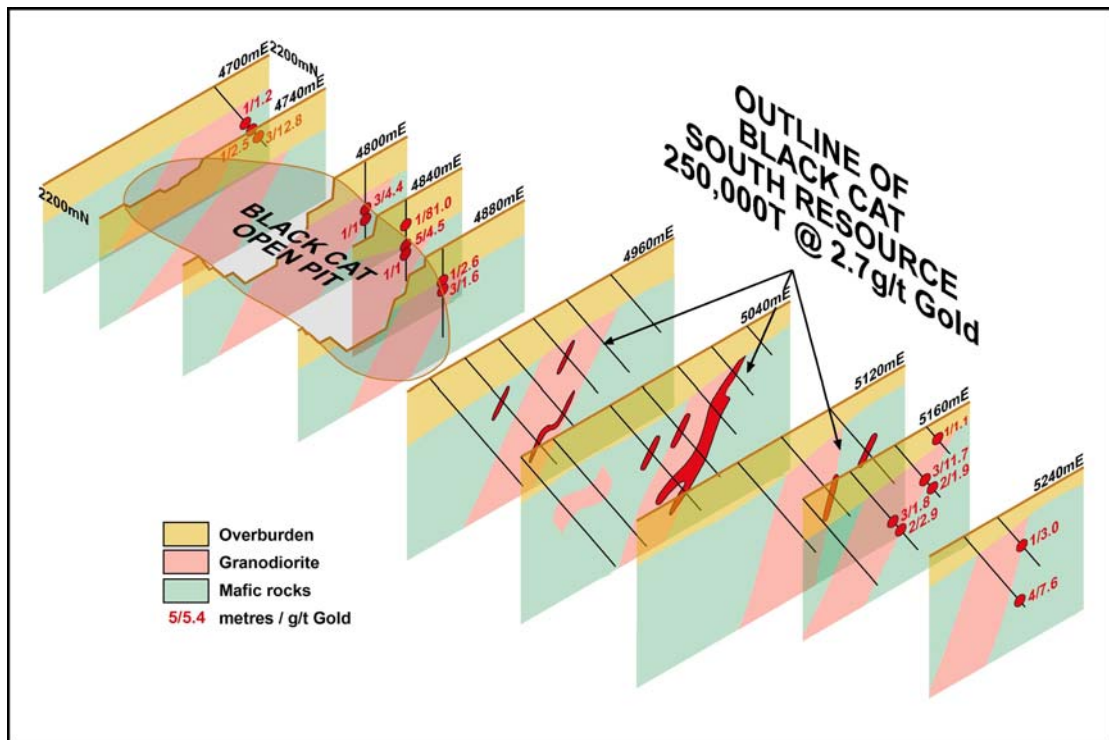 2200mN
4700mE
1/1.2
4740mE
3/12.8
1/2.5
2200mN
4800mE
3/4.4
1/1
4840mE
1/81.0
5/4.5
1/1
4880mE
1/2.6
3/1.6
BLACK CAT
OPEN PIT
OUTLINE OF
BLACK CAT
SOUTH RESOURCE
250,000T @ 2.7g/t Gold
4960mE
5040mE
5120mE
5160mE
1/1.1
3/11.7
2/1.9
3/1.8
2/2.9
5240mE
1/3.0
4/7.6
Overburden
Granodiorite
Mafic rocks
5/5.4 metres / g/t Gold